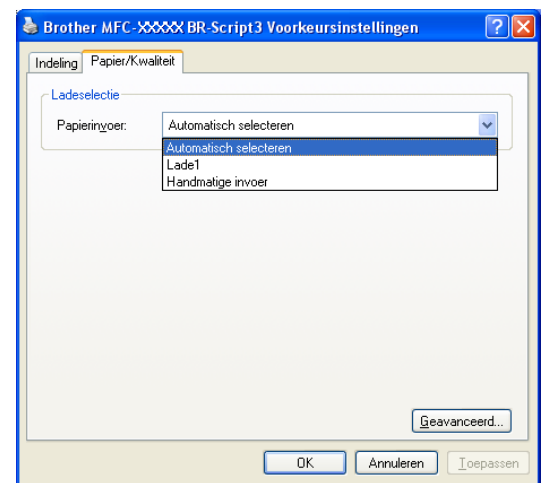 Brother MFC-XXXXX BR-Script3 Voorkeursinstellingen
Indeling Papier/Kwaliteit
Ladeselectie
Papierinvoer: Automatisch selecteren
Automatisch selecteren
Lade1
Handmatige invoer
Geavanceerd...
OK Annuleren Toepassen